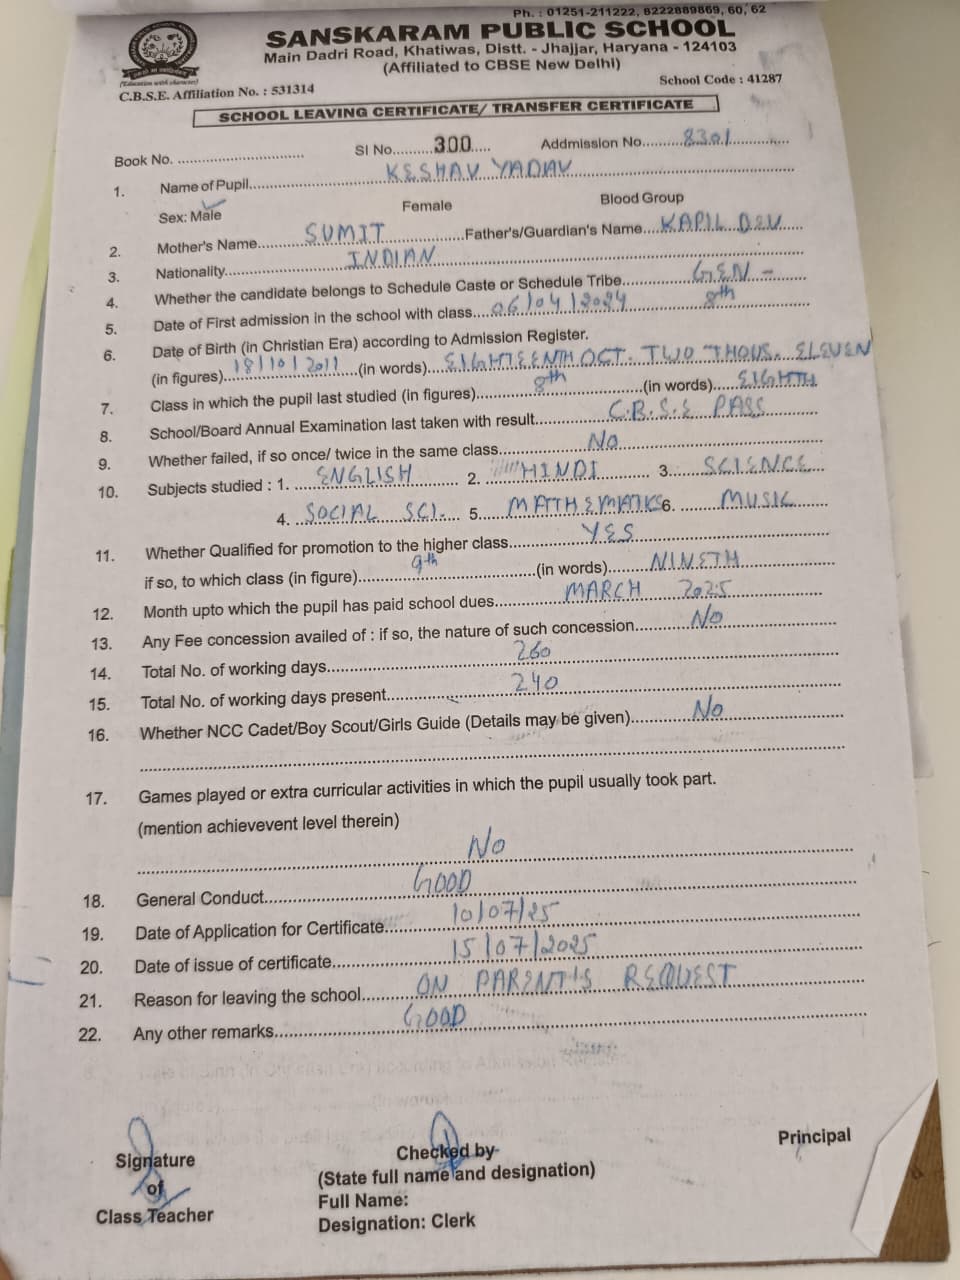 Ph. : 01251-211222, 8222889869, 60, 62
SANSKARAM PUBLIC SCHOOL
Main Dadri Road, Khatiwas, Distt. - Jhajjar, Haryana - 124103
(Affiliated to CBSE New Delhi)
(Education with character)
C.B.S.E. Affiliation No. : 531314 School Code : 41287
SCHOOL LEAVING CERTIFICATE/ TRANSFER CERTIFICATE
Book No. Sl No. 300 Addmission No. 8301
1. Name of Pupil KESHAV YADAV
Sex: Male Female Blood Group
2. Mother's Name SUMIT Father's/Guardian's Name KAPIL DEV
3. Nationality INDIAN
4. Whether the candidate belongs to Schedule Caste or Schedule Tribe GEN -
5. Date of First admission in the school with class 06/04/2024 8th
6. Date of Birth (in Christian Era) according to Admission Register.
(in figures) 18/10/2011 (in words) EIGHTEENTH OCT. TWO THOUS. ELEVEN
7. Class in which the pupil last studied (in figures) 8th (in words) EIGHTH
8. School/Board Annual Examination last taken with result C.B.S.E PASS
9. Whether failed, if so once/ twice in the same class No
10. Subjects studied : 1. ENGLISH 2. HINDI 3. SCIENCE
4. SOCIAL SCI. 5. MATHEMATICS 6. MUSIC
11. Whether Qualified for promotion to the higher class YES
if so, to which class (in figure) 9th (in words) NINETH
12. Month upto which the pupil has paid school dues MARCH 2025
13. Any Fee concession availed of : if so, the nature of such concession No
14. Total No. of working days 260
15. Total No. of working days present 240
16. Whether NCC Cadet/Boy Scout/Girls Guide (Details may be given) No
17. Games played or extra curricular activities in which the pupil usually took part.
(mention achievevent level therein)
No
18. General Conduct GOOD
19. Date of Application for Certificate 10/07/25
20. Date of issue of certificate 15/07/2025
21. Reason for leaving the school ON PARENT'S REQUEST
22. Any other remarks GOOD
Signature Checked by Principal
of (State full name and designation)
Class Teacher Full Name:
Designation: Clerk